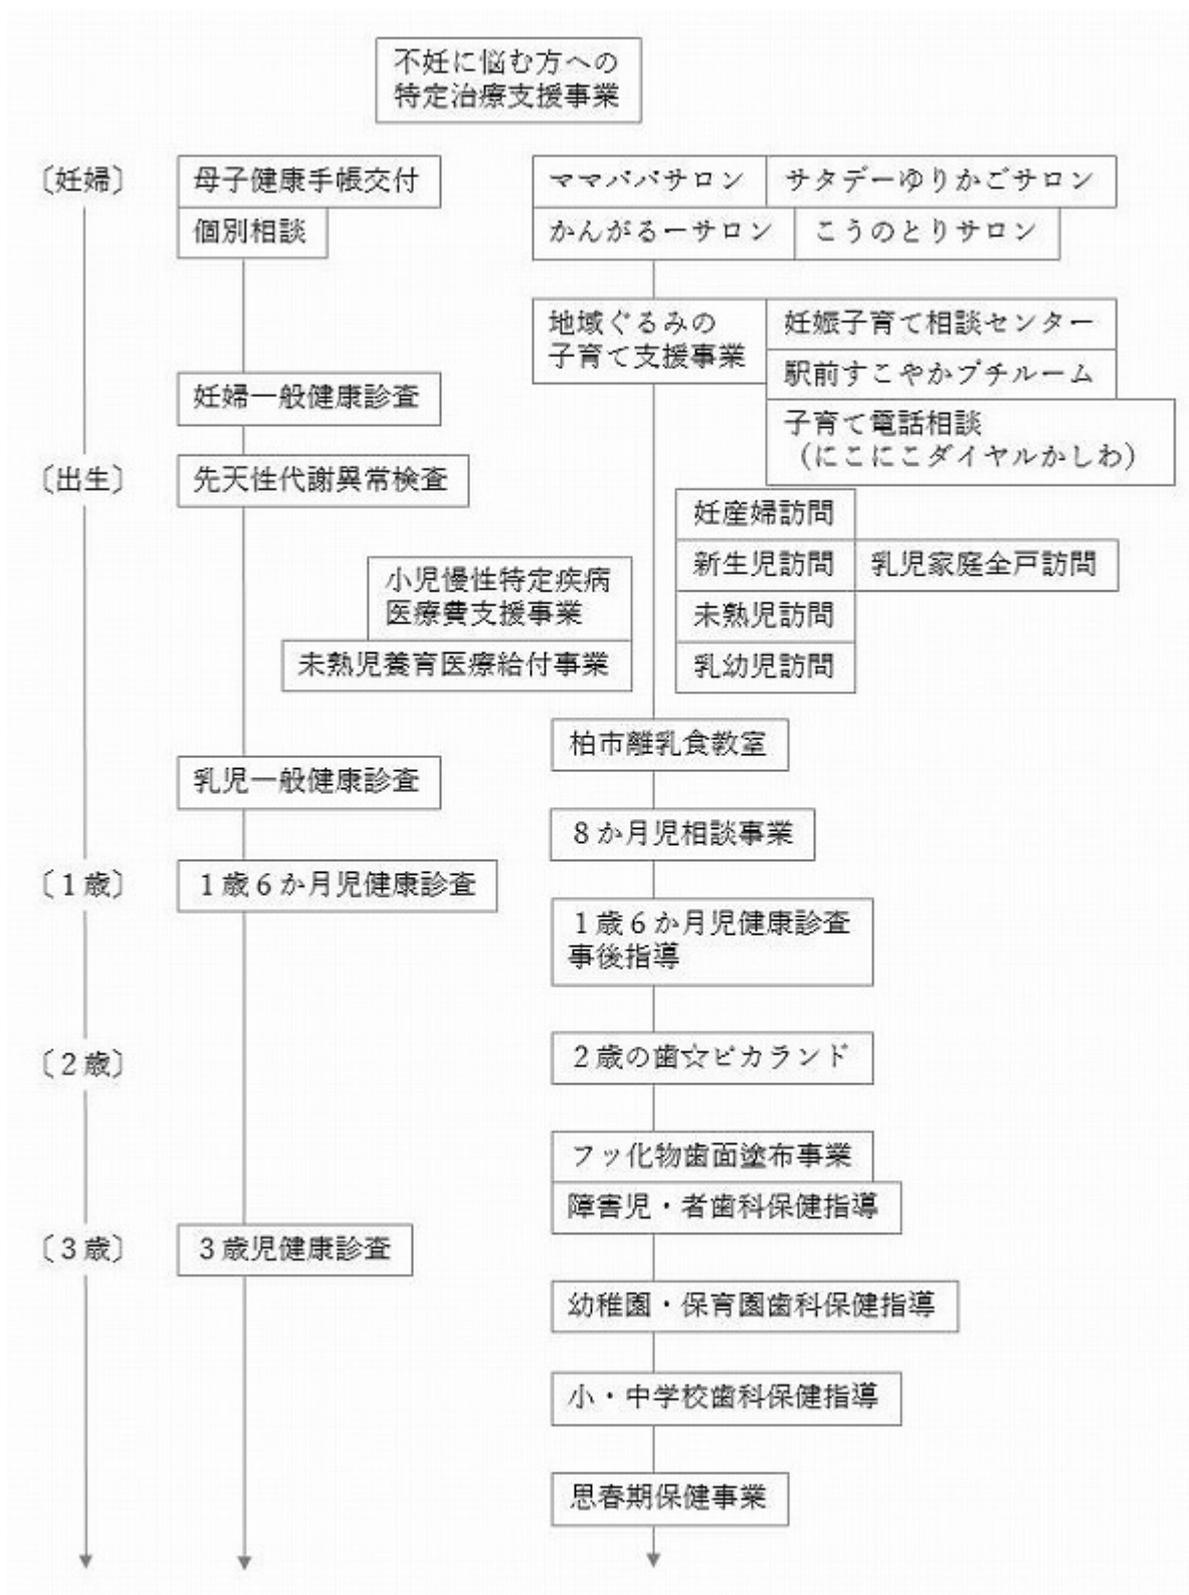 不妊に悩む方への
特定治療支援事業
〔妊婦〕
母子健康手帳交付
個別相談
ママパパサロン
サタデーゆりかごサロン
かんがるーサロン
こうのとりサロン
地域ぐるみの
子育て支援事業
妊娠子育て相談センター
駅前すこやかプチルーム
子育て電話相談
（にこにこダイヤルかしわ）
妊婦一般健康診査
〔出生〕
先天性代謝異常検査
妊産婦訪問
新生児訪問
乳児家庭全戸訪問
未熟児訪問
乳幼児訪問
小児慢性特定疾病
医療費支援事業
未熟児養育医療給付事業
柏市離乳食教室
乳児一般健康診査
８か月児相談事業
〔１歳〕
１歳６か月児健康診査
１歳６か月児健康診査
事後指導
〔２歳〕
２歳の歯☆ピカランド
フッ化物歯面塗布事業
障害児・者歯科保健指導
〔３歳〕
３歳児健康診査
幼稚園・保育園歯科保健指導
小・中学校歯科保健指導
思春期保健事業